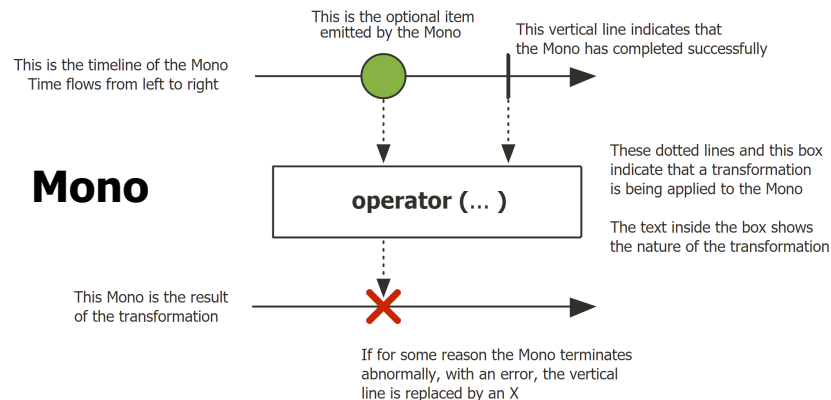 This is the optional item
emitted by the Mono
This vertical line indicates that
the Mono has completed successfully
This is the timeline of the Mono
Time flows from left to right
Mono
operator (... )
These dotted lines and this box
indicate that a transformation
is being applied to the Mono
The text inside the box shows
the nature of the transformation
This Mono is the result
of the transformation
If for some reason the Mono terminates
abnormally, with an error, the vertical
line is replaced by an X